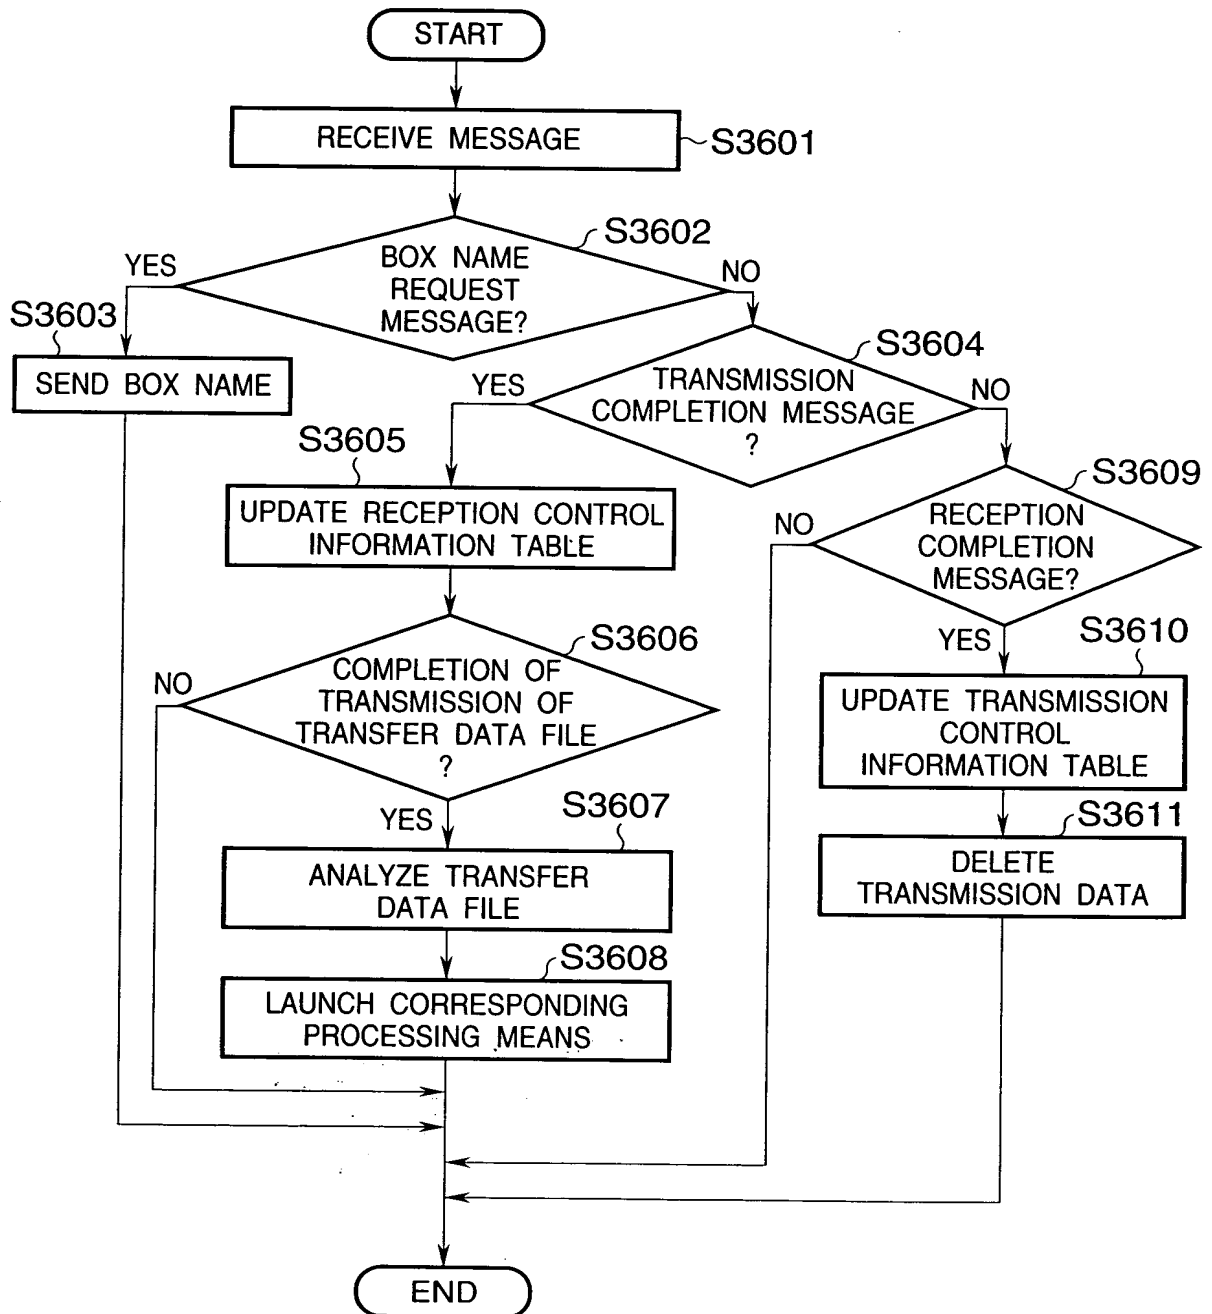 START
RECEIVE MESSAGE
S3601
S3602
BOX NAME
REQUEST
MESSAGE?
YES
NO
S3603
SEND BOX NAME
S3604
TRANSMISSION
COMPLETION MESSAGE
?
YES
NO
S3605
UPDATE RECEPTION CONTROL
INFORMATION TABLE
S3609
RECEPTION
COMPLETION
MESSAGE?
NO
YES
S3606
COMPLETION OF
TRANSMISSION OF
TRANSFER DATA FILE
?
NO
YES
S3610
UPDATE TRANSMISSION
CONTROL
INFORMATION TABLE
S3607
ANALYZE TRANSFER
DATA FILE
S3611
DELETE
TRANSMISSION DATA
S3608
LAUNCH CORRESPONDING
PROCESSING MEANS
END